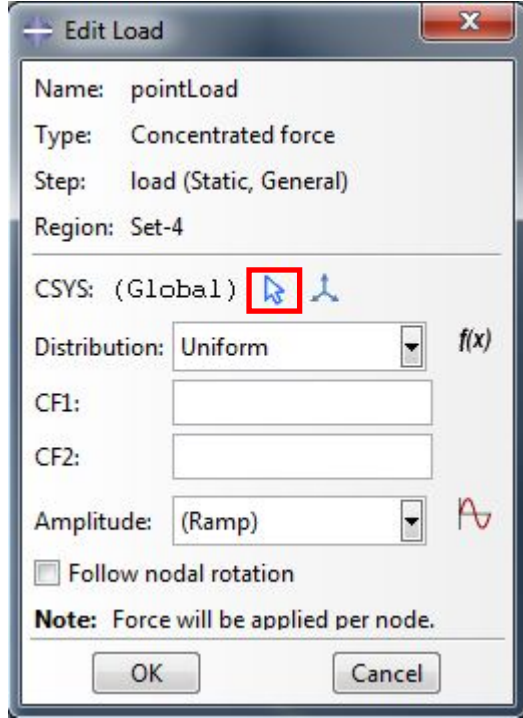 Edit Load
Name: pointLoad
Type: Concentrated force
Step: load (Static, General)
Region: Set-4
CSYS: (Global)
Distribution: Uniform f(x)
CF1:
CF2:
Amplitude: (Ramp)
Follow nodal rotation
Note: Force will be applied per node.
OK Cancel